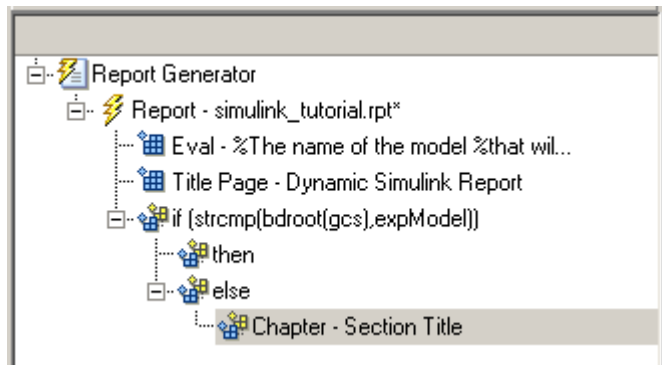 Report Generator
Report - simulink_tutorial.rpt*
Eval - %The name of the model %that wil...
Title Page - Dynamic Simulink Report
if (strcmp(bdroot(gcs),expModel))
then
else
Chapter - Section Title